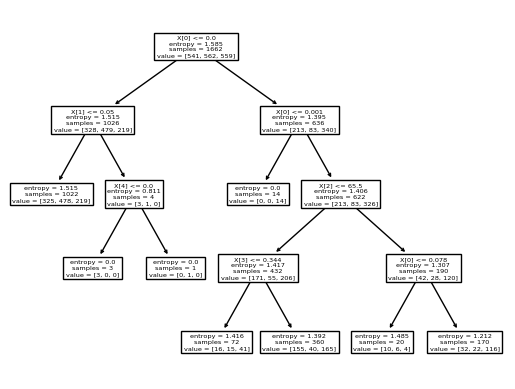 X[0] <= 0.0
entropy = 1.585
samples = 1662
value = [541, 562, 559]
X[1] <= 0.05
entropy = 1.515
samples = 1026
value = [328, 479, 219]
X[0] <= 0.001
entropy = 1.395
samples = 636
value = [213, 83, 340]
entropy = 1.515
samples = 1022
value = [325, 478, 219]
X[4] <= 0.0
entropy = 0.811
samples = 4
value = [3, 1, 0]
entropy = 0.0
samples = 14
value = [0, 0, 14]
X[2] <= 65.5
entropy = 1.406
samples = 622
value = [213, 83, 326]
entropy = 0.0
samples = 3
value = [3, 0, 0]
entropy = 0.0
samples = 1
value = [0, 1, 0]
X[3] <= 0.344
entropy = 1.417
samples = 432
value = [171, 55, 206]
X[0] <= 0.078
entropy = 1.307
samples = 190
value = [42, 28, 120]
entropy = 1.416
samples = 72
value = [16, 15, 41]
entropy = 1.392
samples = 360
value = [155, 40, 165]
entropy = 1.485
samples = 20
value = [10, 6, 4]
entropy = 1.212
samples = 170
value = [32, 22, 116]